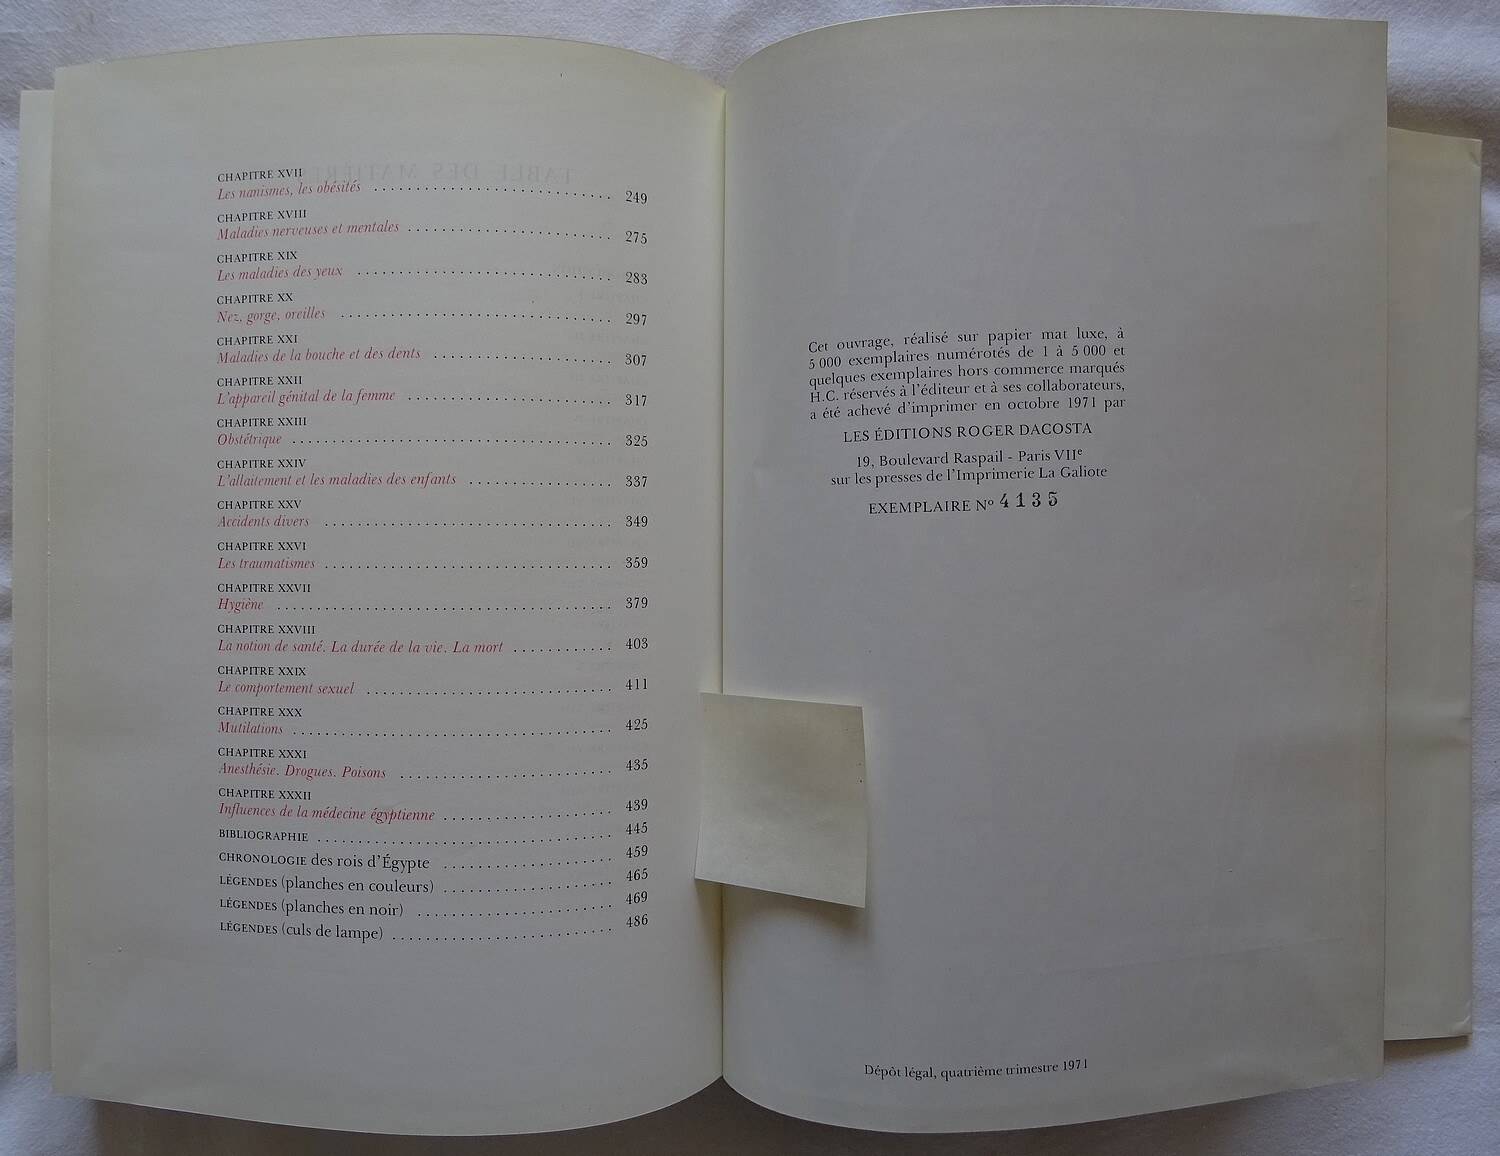 CHAPITRE XVII
Les nanismes, les obésités 249
CHAPITRE XVIII
Maladies nerveuses et mentales 275
CHAPITRE XIX
Les maladies des yeux 283
CHAPITRE XX
Nez, gorge, oreilles 297
CHAPITRE XXI
Maladies de la bouche et des dents 307
CHAPITRE XXII
L'appareil génital de la femme 317
CHAPITRE XXIII
Obstétrique 325
CHAPITRE XXIV
L'allaitement et les maladies des enfants 337
CHAPITRE XXV
Accidents divers 349
CHAPITRE XXVI
Les traumatismes 359
CHAPITRE XXVII
Hygiène 379
CHAPITRE XXVIII
La notion de santé. La durée de la vie. La mort 403
CHAPITRE XXIX
Le comportement sexuel 411
CHAPITRE XXX
Mutilations 425
CHAPITRE XXXI
Anesthésie. Drogues. Poisons 435
CHAPITRE XXXII
Influences de la médecine égyptienne 439
BIBLIOGRAPHIE 445
CHRONOLOGIE des rois d'Égypte 459
LÉGENDES (planches en couleurs) 465
LÉGENDES (planches en noir) 469
LÉGENDES (culs de lampe) 486
Cet ouvrage, réalisé sur papier mat luxe, à
5 000 exemplaires numérotés de 1 à 5 000 et
quelques exemplaires hors commerce marqués
H.C. réservés à l'éditeur et à ses collaborateurs,
a été achevé d'imprimer en octobre 1971 par
LES ÉDITIONS ROGER DACOSTA
19, Boulevard Raspail - Paris VIIe
sur les presses de l'Imprimerie La Galiote
EXEMPLAIRE No 4135
Dépôt légal, quatrième trimestre 1971